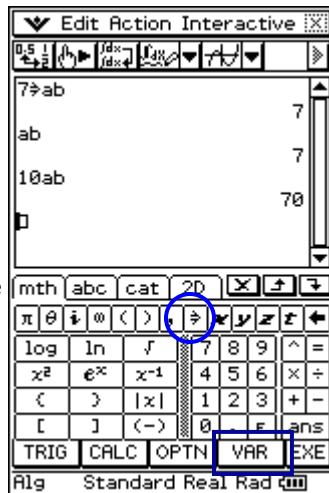 Edit Action Interactive
7⇒ab
7
ab
7
10ab
70
mth abc cat 2D
π θ i ∞ ( ) , ⇒ x y z t ←
log ln √ 7 8 9 ^ =
x² eˣ x⁻¹ 4 5 6 × ÷
{ } |x| 1 2 3 + −
[ ] (−) 0 . E ans
TRIG CALC OPTN VAR EXE
Alg Standard Real Rad